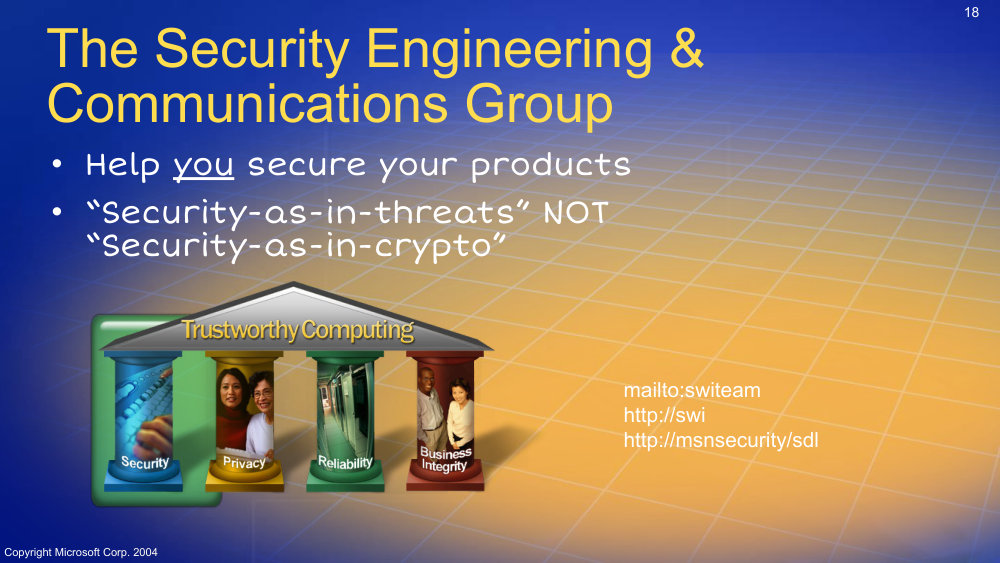 18
The Security Engineering &
Communications Group
• Help you secure your products
• “Security-as-in-threats” NOT
“Security-as-in-crypto”
Trustworthy Computing
Security
Privacy
Reliability
Business
Integrity
mailto:switeam
http://swi
http://msnsecurity/sdl
Copyright Microsoft Corp. 2004